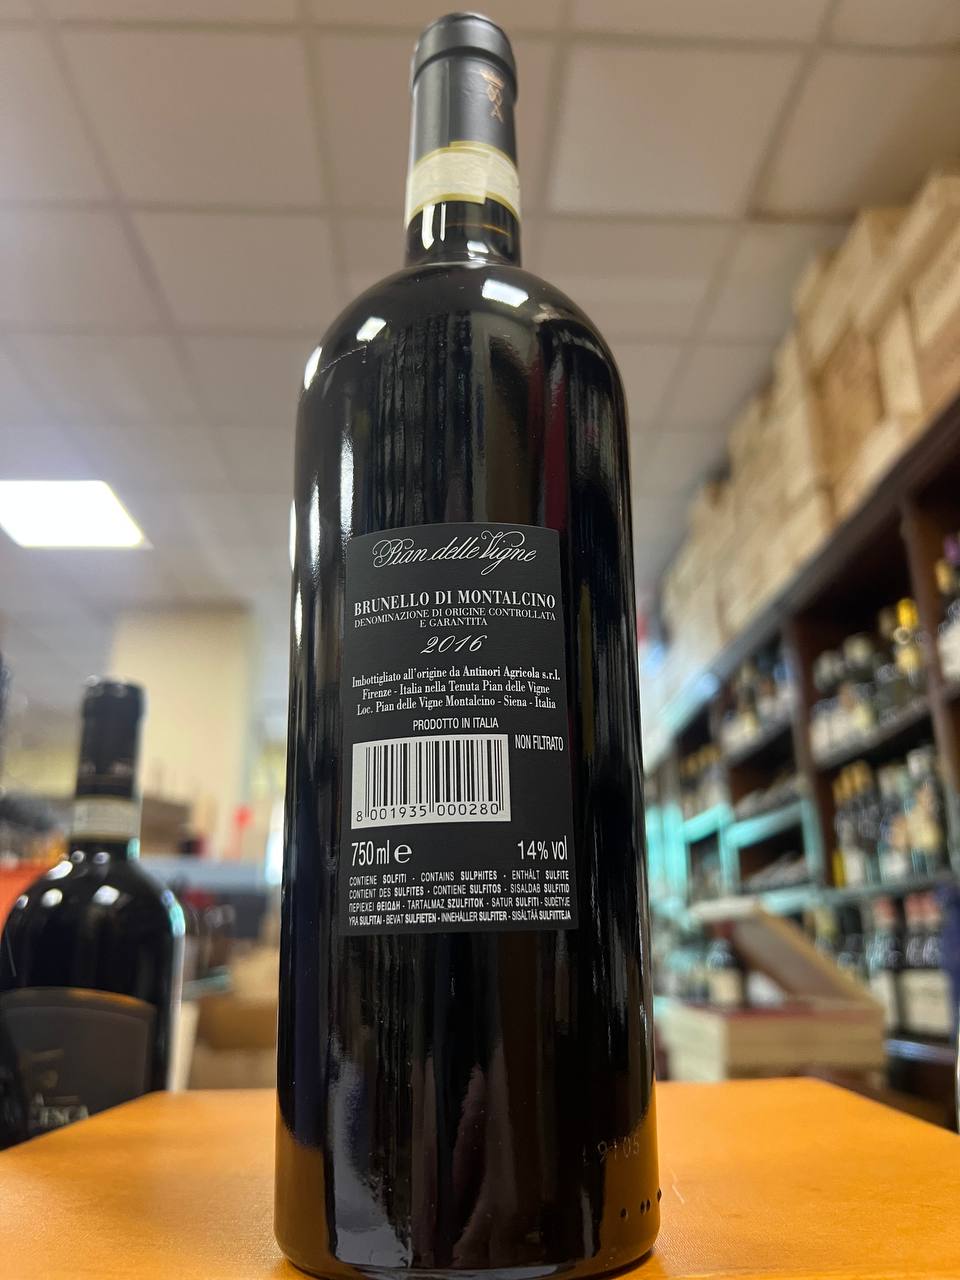 Pian delle Vigne
BRUNELLO DI MONTALCINO
DENOMINAZIONE DI ORIGINE CONTROLLATA
E GARANTITA
2016
Imbottigliato all'origine da Antinori Agricola s.r.l.
Firenze - Italia nella Tenuta Pian delle Vigne
Loc. Pian delle Vigne Montalcino - Siena - Italia
PRODOTTO IN ITALIA
NON FILTRATO
8 001935 000280
750 ml e
14% vol
CONTIENE SOLFITI - CONTAINS SULPHITES - ENTHÄLT SULFITE
CONTIENT DES SULFITES - CONTIENE SULFITOS - SISALDAB SULFITID
ΠΕΡΙΕΧΕΙ ΘΕΙΩΔΗ - TARTALMAZ SZULFITOK - SATUR SULFITI - SUDĖTYJE
YRA SULFITAI - BEVAT SULFIETEN - INNEHÅLLER SULFITER - SISÄLTÄÄ SULFIITTEJA